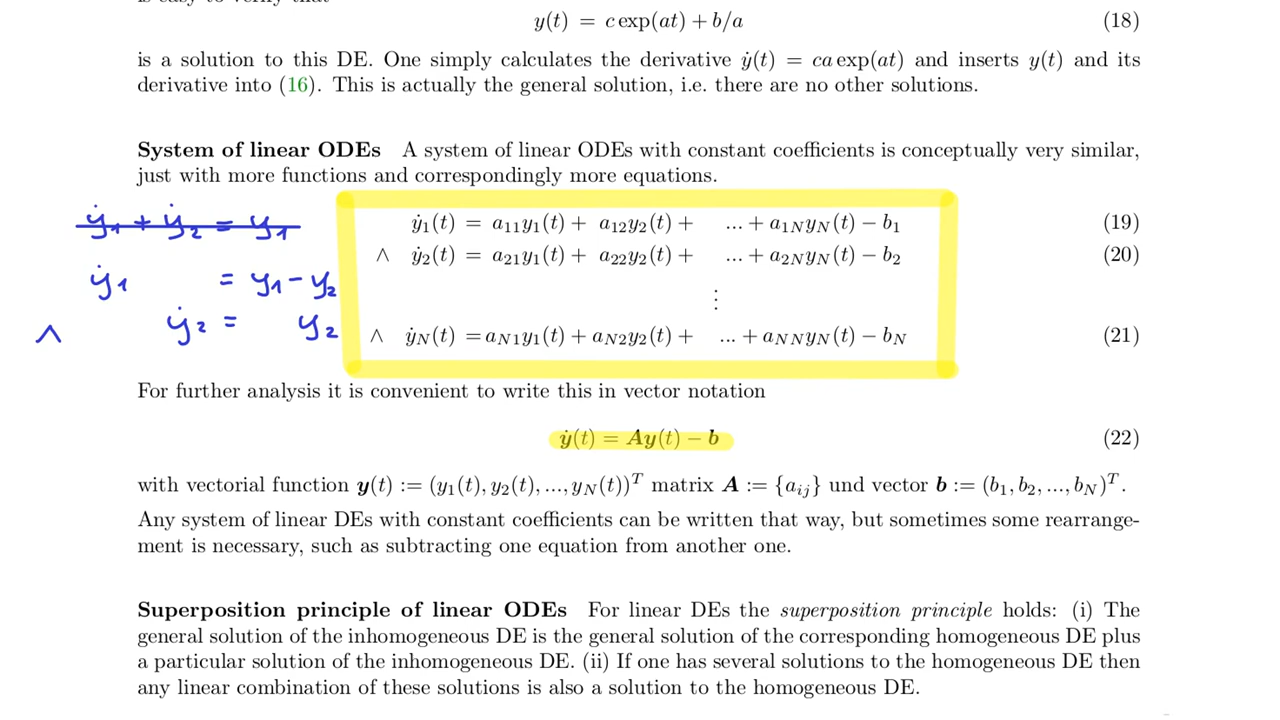 y(t) = c exp(at) + b/a (18)
is a solution to this DE. One simply calculates the derivative ẏ(t) = ca exp(at) and inserts y(t) and its
derivative into (16). This is actually the general solution, i.e. there are no other solutions.
System of linear ODEs A system of linear ODEs with constant coefficients is conceptually very similar,
just with more functions and correspondingly more equations.
ẏ₁ + ẏ₂ = y₁
ẏ₁(t) = a₁₁y₁(t) + a₁₂y₂(t) + ... + a₁NyN(t) − b₁ (19)
∧ ẏ₂(t) = a₂₁y₁(t) + a₂₂y₂(t) + ... + a₂NyN(t) − b₂ (20)
ẏ₁ = y₁ − y₂
⋮
∧ ẏ₂ = y₂
∧ ẏN(t) = aN1y₁(t) + aN2y₂(t) + ... + aNNyN(t) − bN (21)
For further analysis it is convenient to write this in vector notation
ẏ(t) = Ay(t) − b (22)
with vectorial function y(t) := (y₁(t), y₂(t), ..., yN(t))ᵀ matrix A := {aij} und vector b := (b₁, b₂, ..., bN)ᵀ.
Any system of linear DEs with constant coefficients can be written that way, but sometimes some rearrange-
ment is necessary, such as subtracting one equation from another one.
Superposition principle of linear ODEs For linear DEs the superposition principle holds: (i) The
general solution of the inhomogeneous DE is the general solution of the corresponding homogeneous DE plus
a particular solution of the inhomogeneous DE. (ii) If one has several solutions to the homogeneous DE then
any linear combination of these solutions is also a solution to the homogeneous DE.